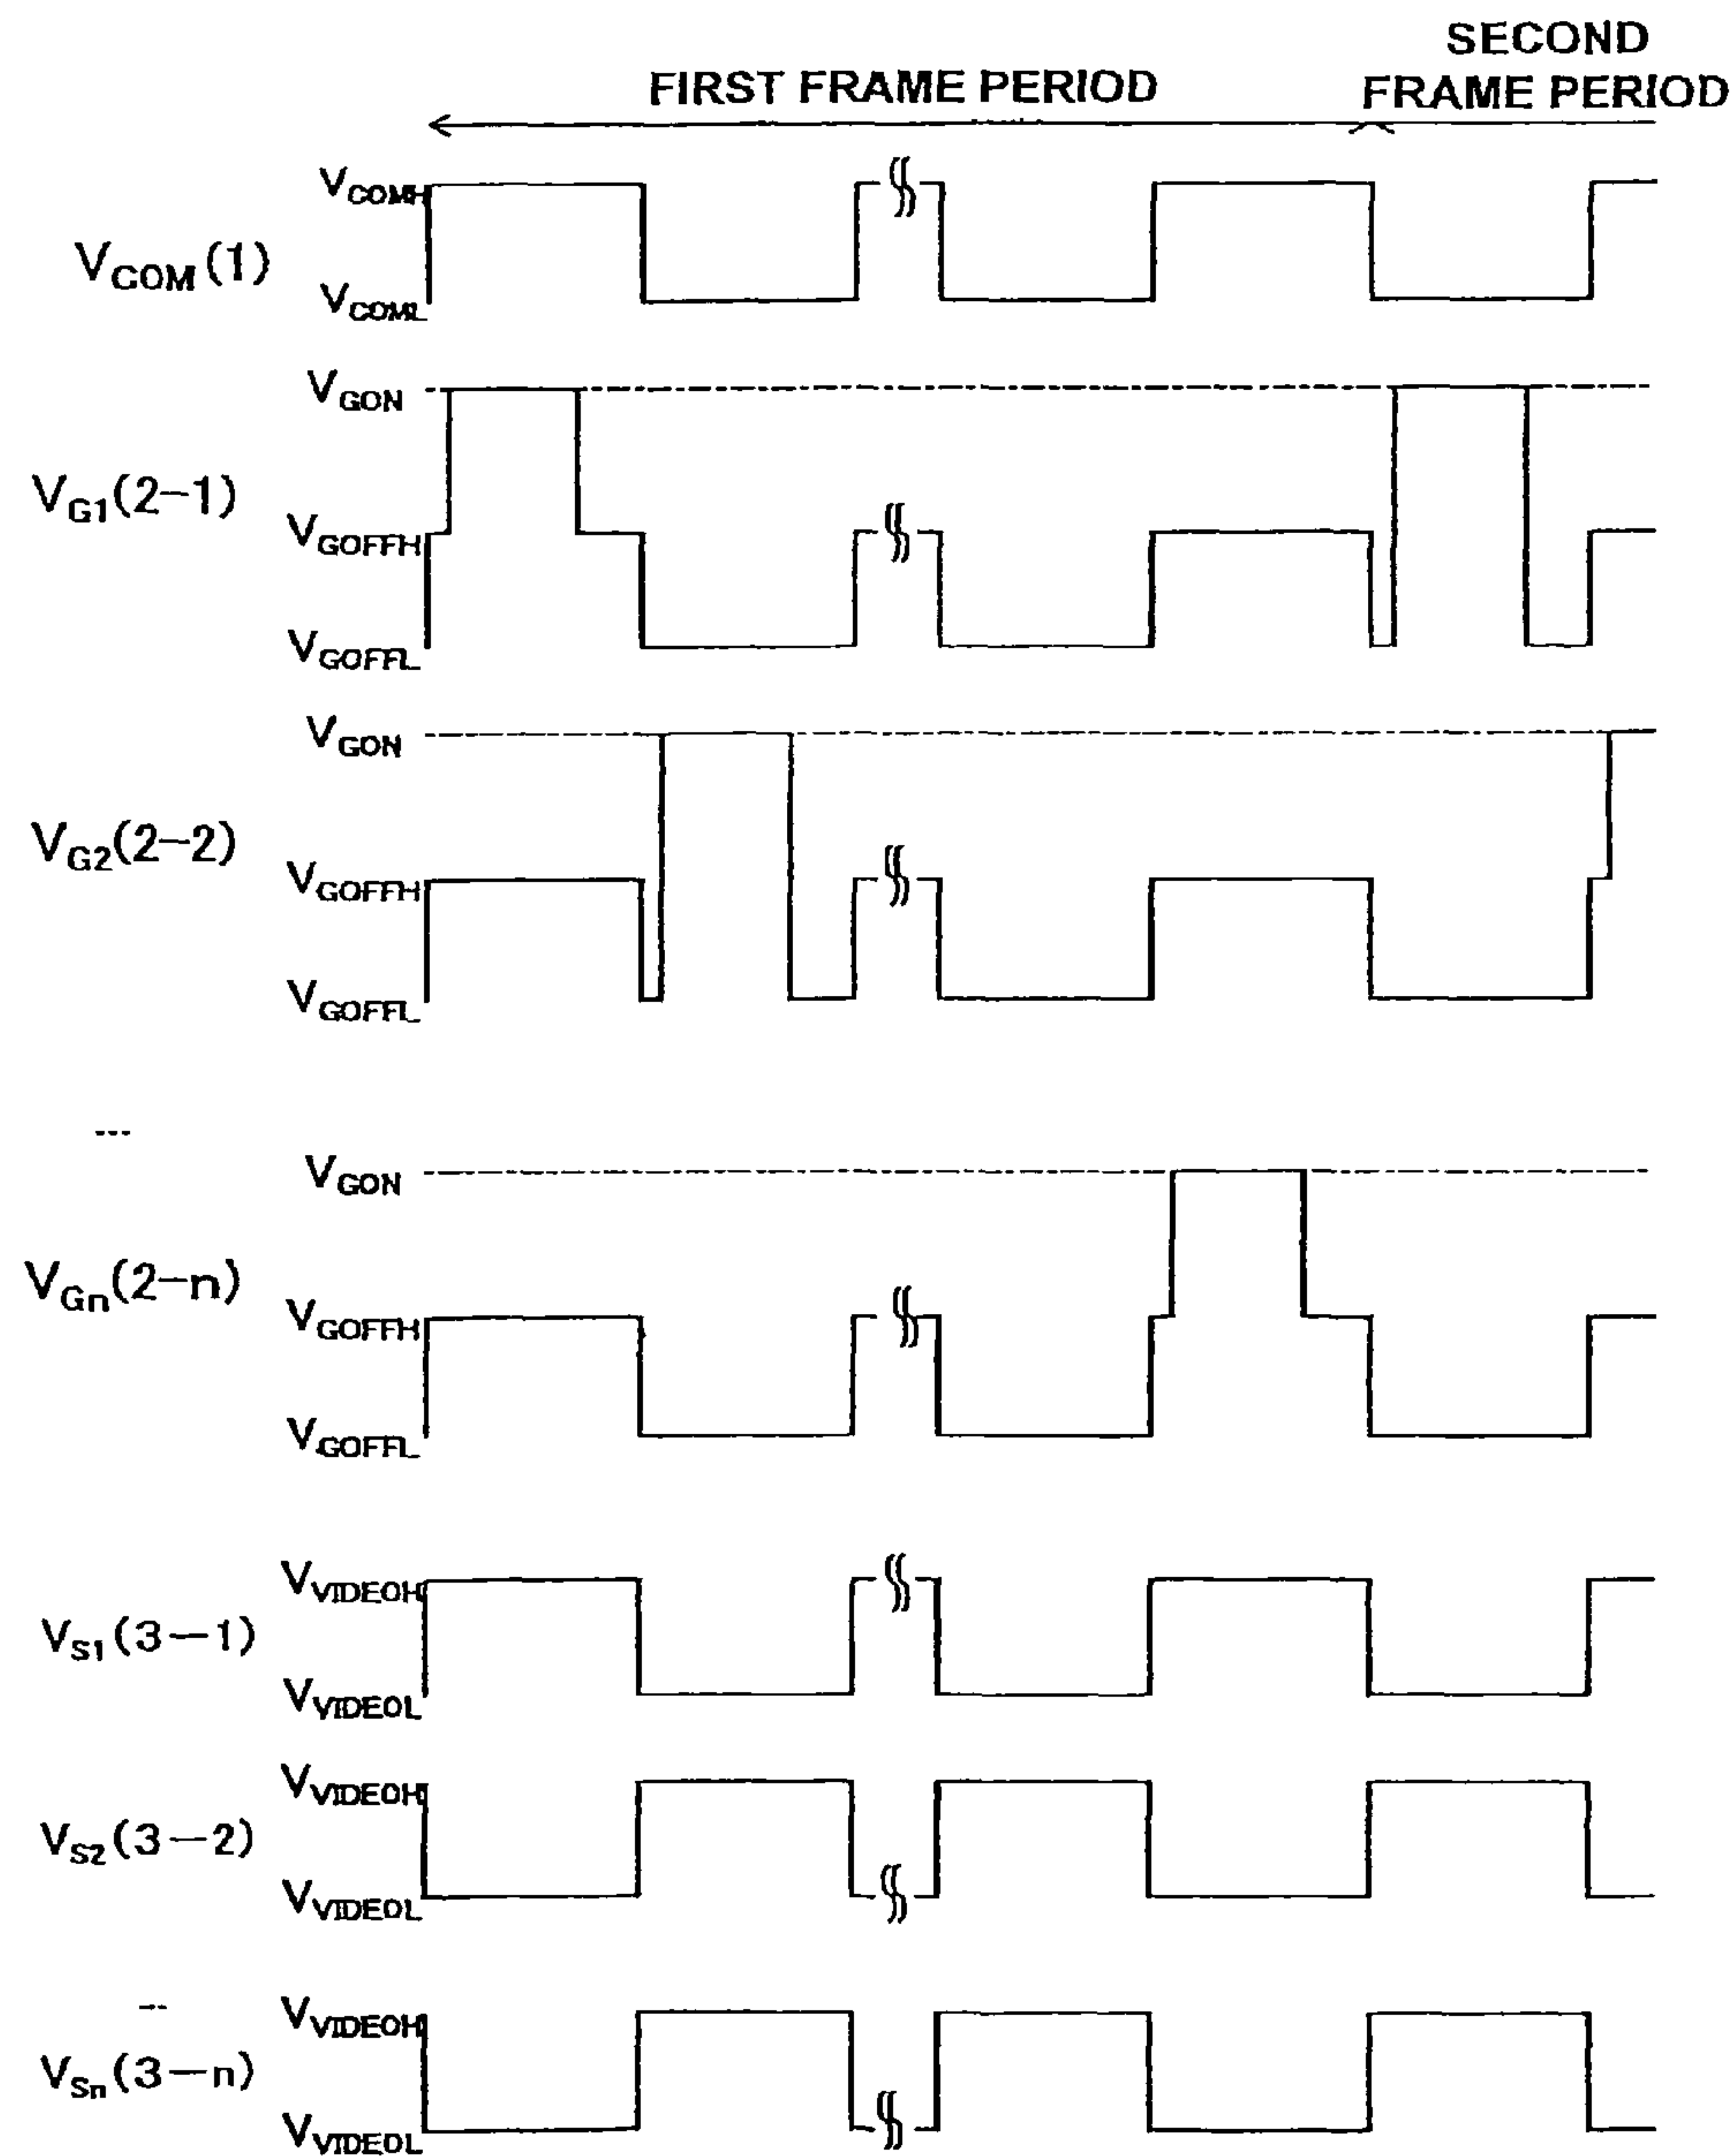 FIRST FRAME PERIOD
SECOND
FRAME PERIOD
VCOMH
VCOM(1)
VCOML
VGON
VG1(2-1)
VGOFFH
VGOFFL
VGON
VG2(2-2)
VGOFFH
VGOFFL
---
VGON
VGn(2-n)
VGOFFH
VGOFFL
VVIDEOH
VS1(3-1)
VVIDEOL
VVIDEOH
VS2(3-2)
VVIDEOL
--
VVIDEOH
VSn(3-n)
VVIDEOL